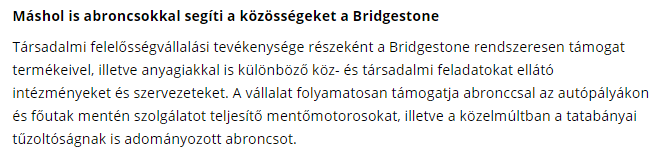 Máshol is abroncsokkal segíti a közösségeket a Bridgestone
Társadalmi felelősségvállalási tevékenysége részeként a Bridgestone rendszeresen támogat
termékeivel, illetve anyagiakkal is különböző köz- és társadalmi feladatokat ellátó
intézményeket és szervezeteket. A vállalat folyamatosan támogatja abronccsal az autópályákon
és főutak mentén szolgálatot teljesítő mentőmotorosokat, illetve a közelmúltban a tatabányai
tűzoltóságnak is adományozott abroncsot.